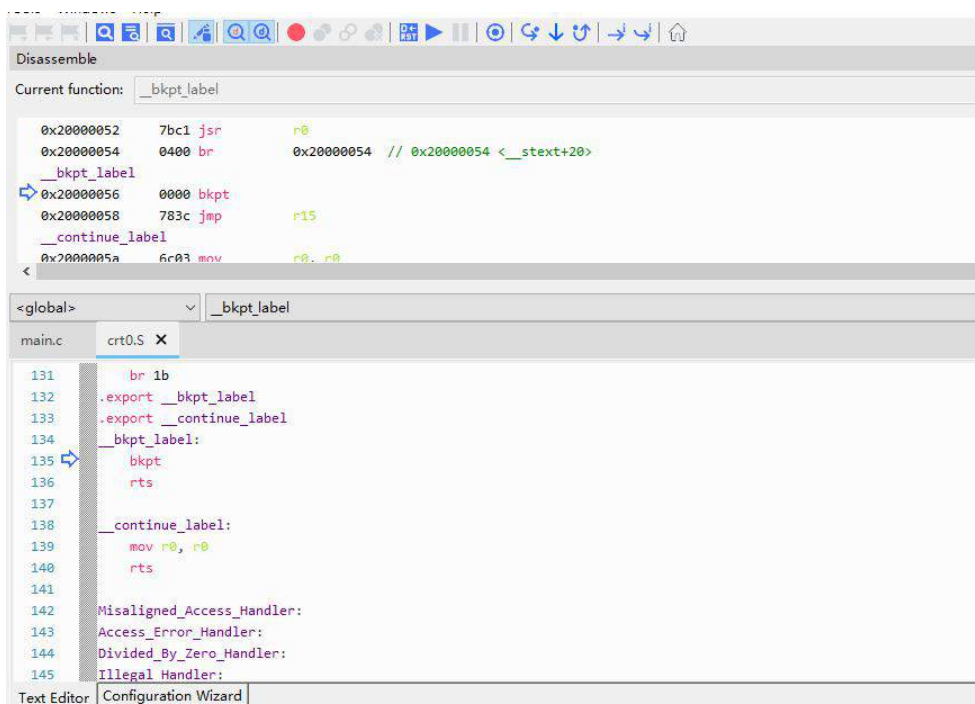 Disassemble
Current function: __bkpt_label
0x20000052 7bc1 jsr r0
0x20000054 0400 br 0x20000054 // 0x20000054 <__stext+20>
__bkpt_label
0x20000056 0000 bkpt
0x20000058 783c jmp r15
__continue_label
0x2000005a 6c03 mov r0, r0
<global> __bkpt_label
main.c crt0.S
131 br 1b
132 .export __bkpt_label
133 .export __continue_label
134 __bkpt_label:
135 bkpt
136 rts
137
138 __continue_label:
139 mov r0, r0
140 rts
141
142 Misaligned_Access_Handler:
143 Access_Error_Handler:
144 Divided_By_Zero_Handler:
145 Illegal_Handler:
Text Editor Configuration Wizard